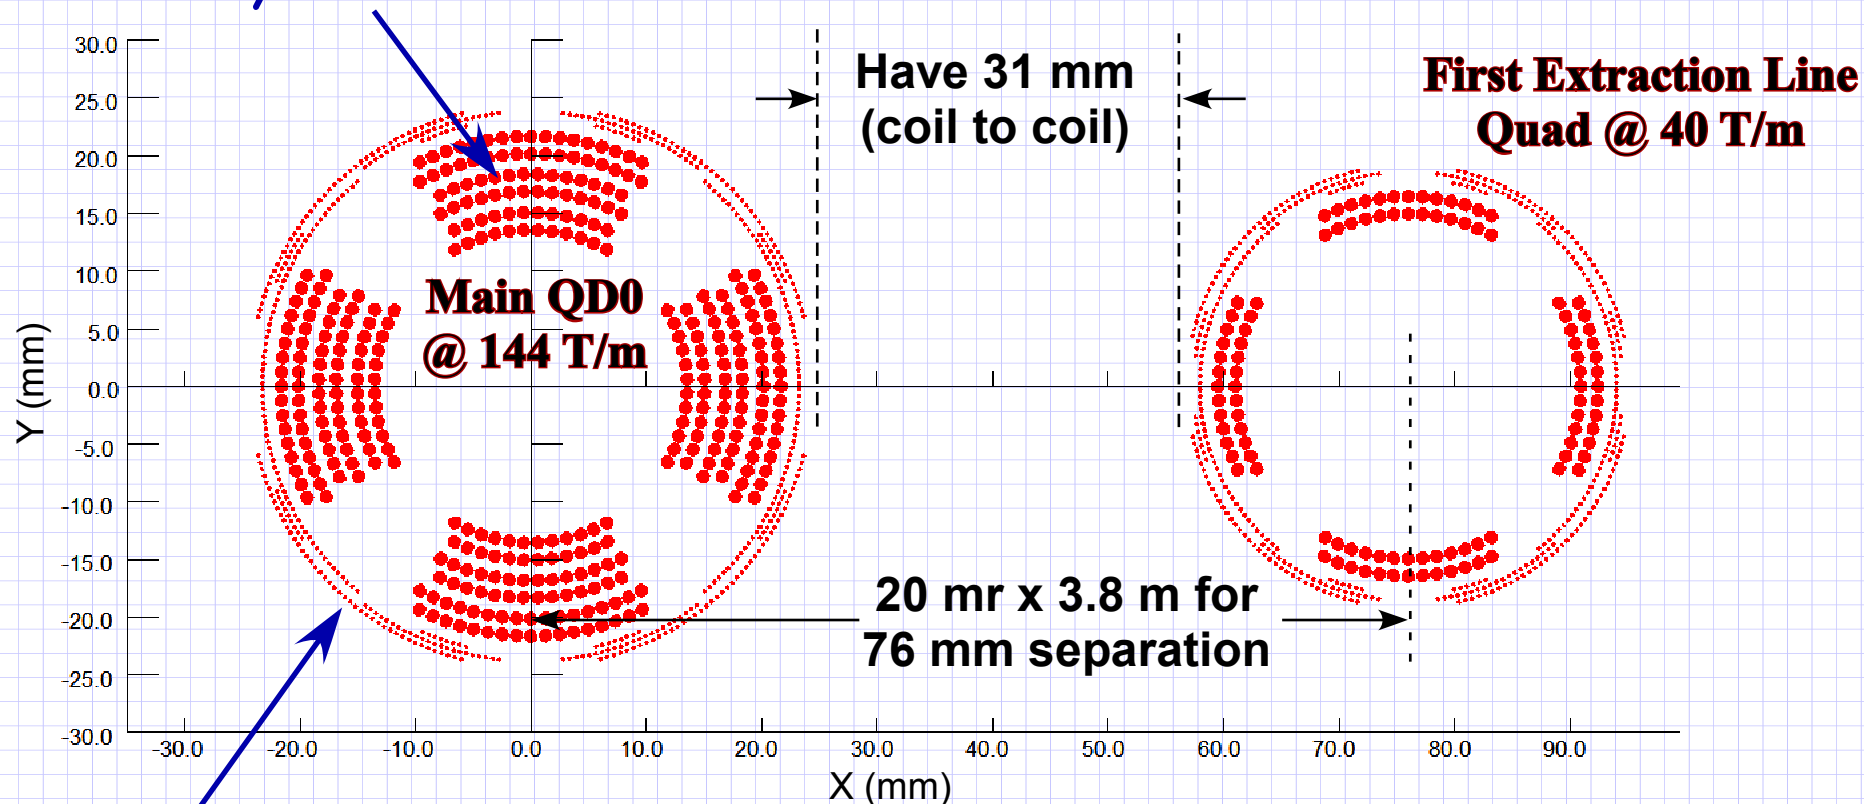 Have 31 mm
(coil to coil)
First Extraction Line
Quad @ 40 T/m
Main QD0
@ 144 T/m
20 mr x 3.8 m for
76 mm separation
30.0
25.0
20.0
15.0
10.0
5.0
0.0
-5.0
-10.0
-15.0
-20.0
-25.0
-30.0
Y (mm)
-30.0 -20.0 -10.0 0.0 10.0 20.0 30.0 40.0 50.0 60.0 70.0 80.0 90.0
X (mm)